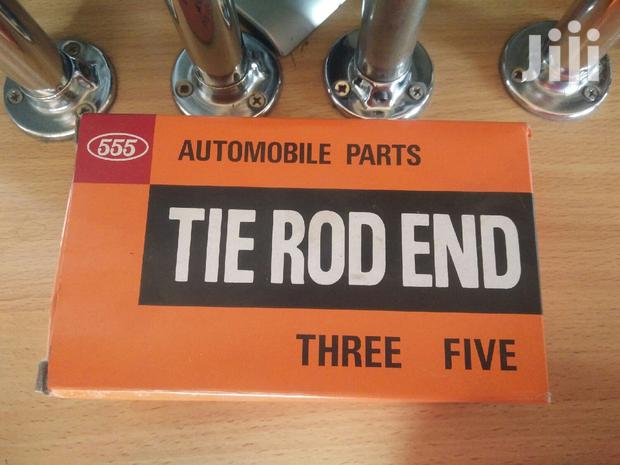 Jiji
555
AUTOMOBILE PARTS
TIE ROD END
THREE FIVE